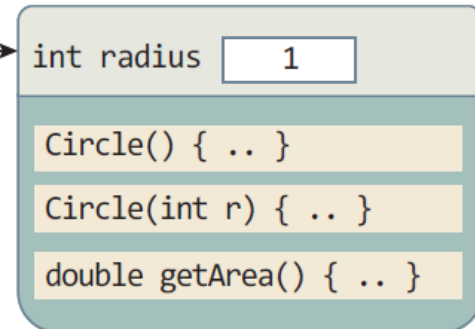 int radius 1
Circle() { .. }
Circle(int r) { .. }
double getArea() { .. }